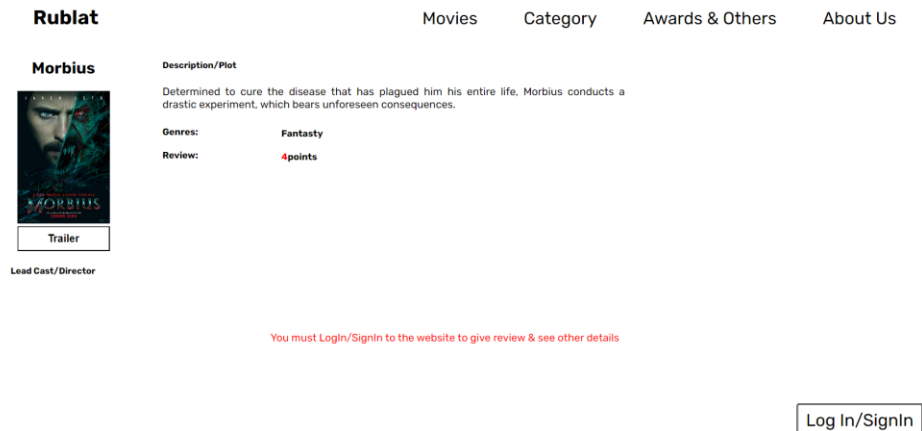 Rublat
Movies Category Awards & Others About Us
Morbius
JARED LETO
MORBIUS
Trailer
Lead Cast/Director
Description/Plot
Determined to cure the disease that has plagued him his entire life, Morbius conducts a
drastic experiment, which bears unforeseen consequences.
Genres: Fantasty
Review: 4points
You must LogIn/SignIn to the website to give review & see other details
Log In/SignIn